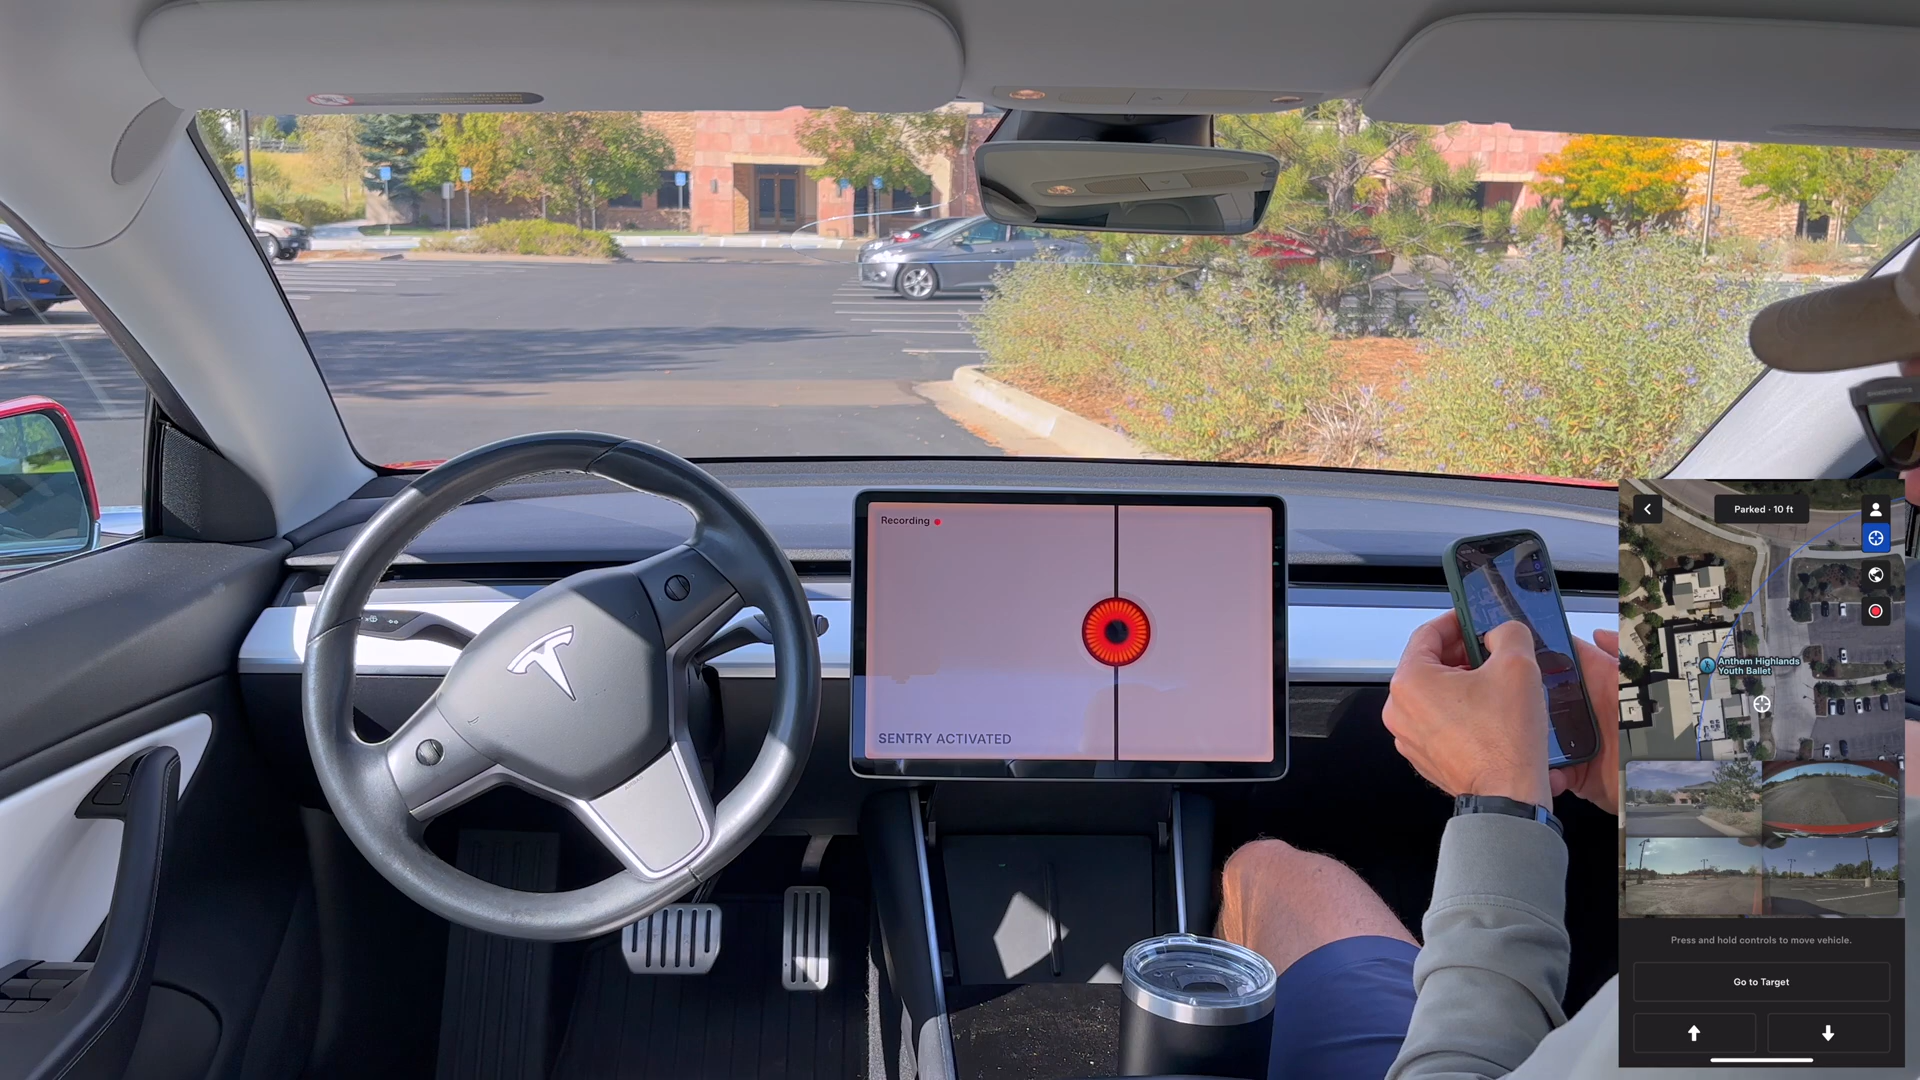 Recording
SENTRY ACTIVATED
Parked · 10 ft
Anthem Highlands
Youth Ballet
Press and hold controls to move vehicle.
Go to Target